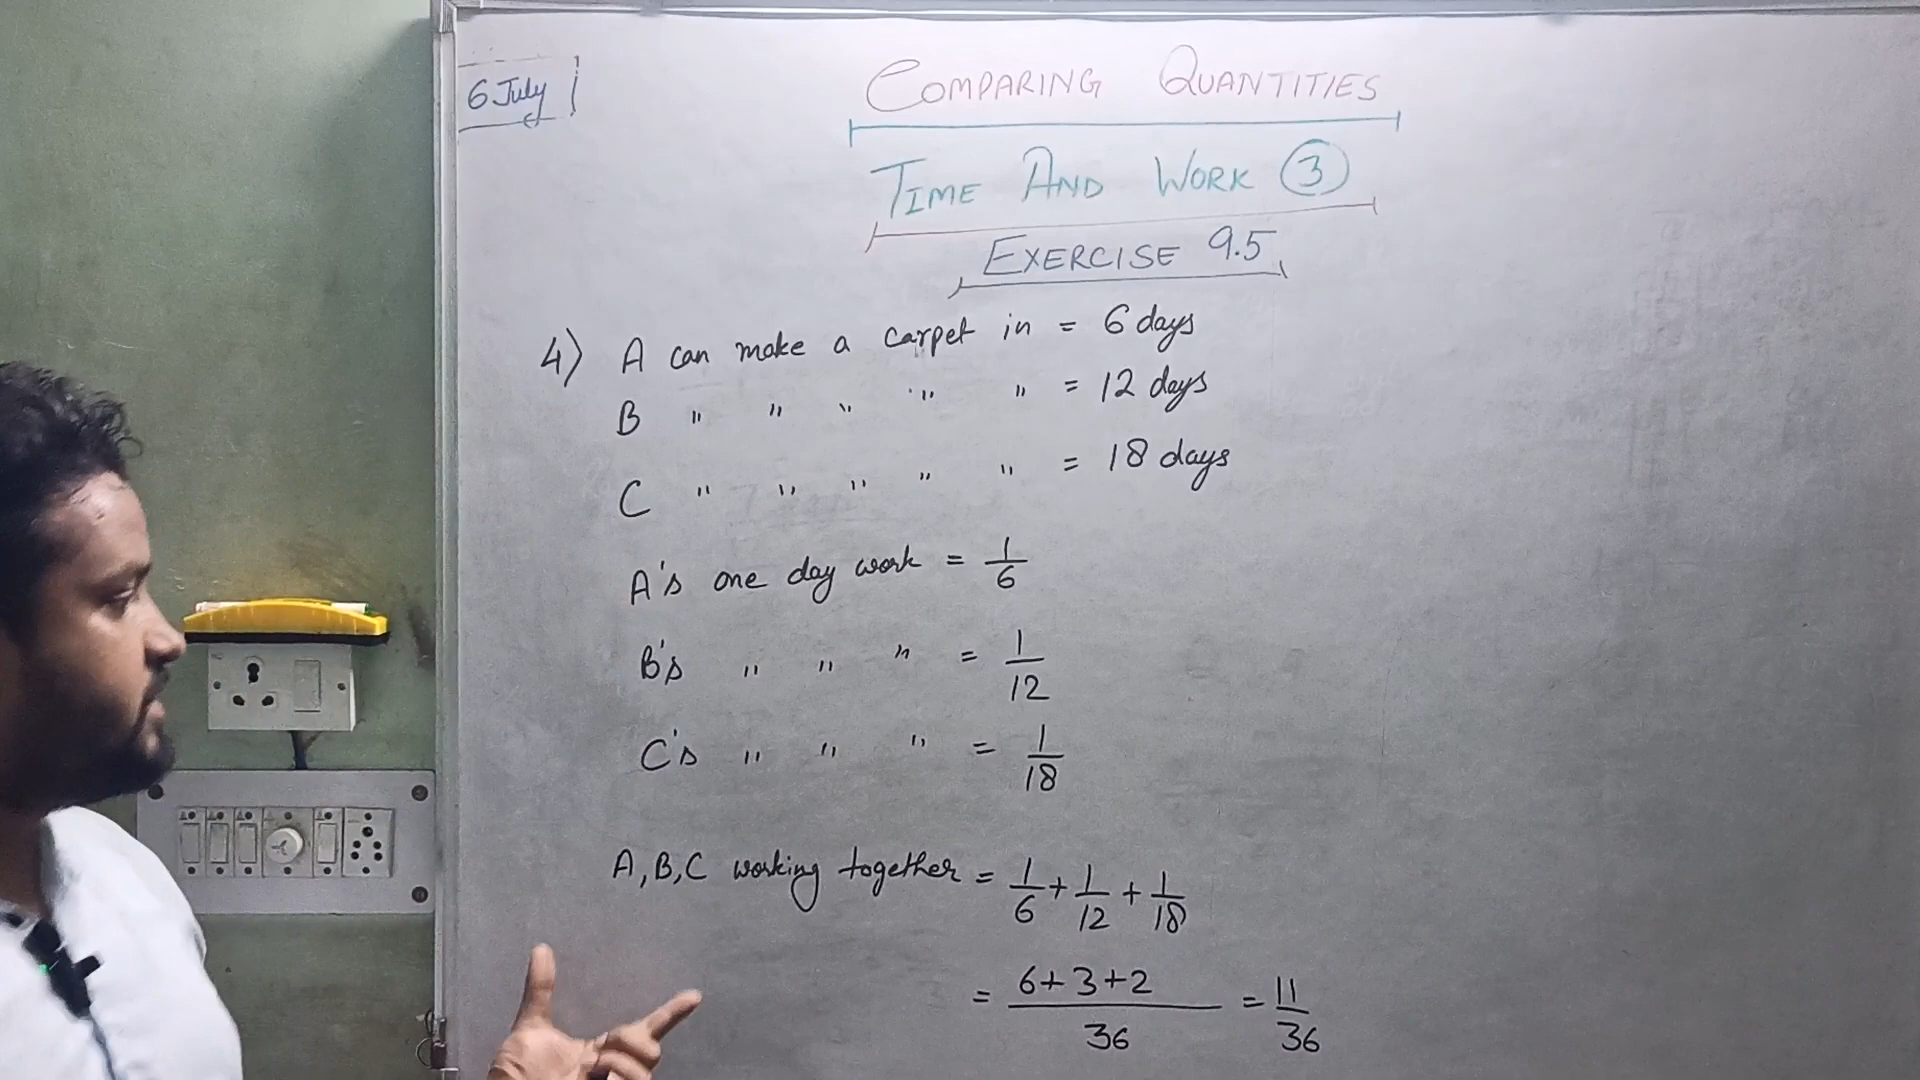 6 July
COMPARING QUANTITIES
TIME AND WORK 3
EXERCISE 9.5
4) A can make a carpet in = 6 days
B " " " " " = 12 days
C " " " " " = 18 days
A's one day work = 1/6
B's " " " = 1/12
C's " " " = 1/18
A, B, C working together = 1/6 + 1/12 + 1/18
= 6+3+2/36 = 11/36